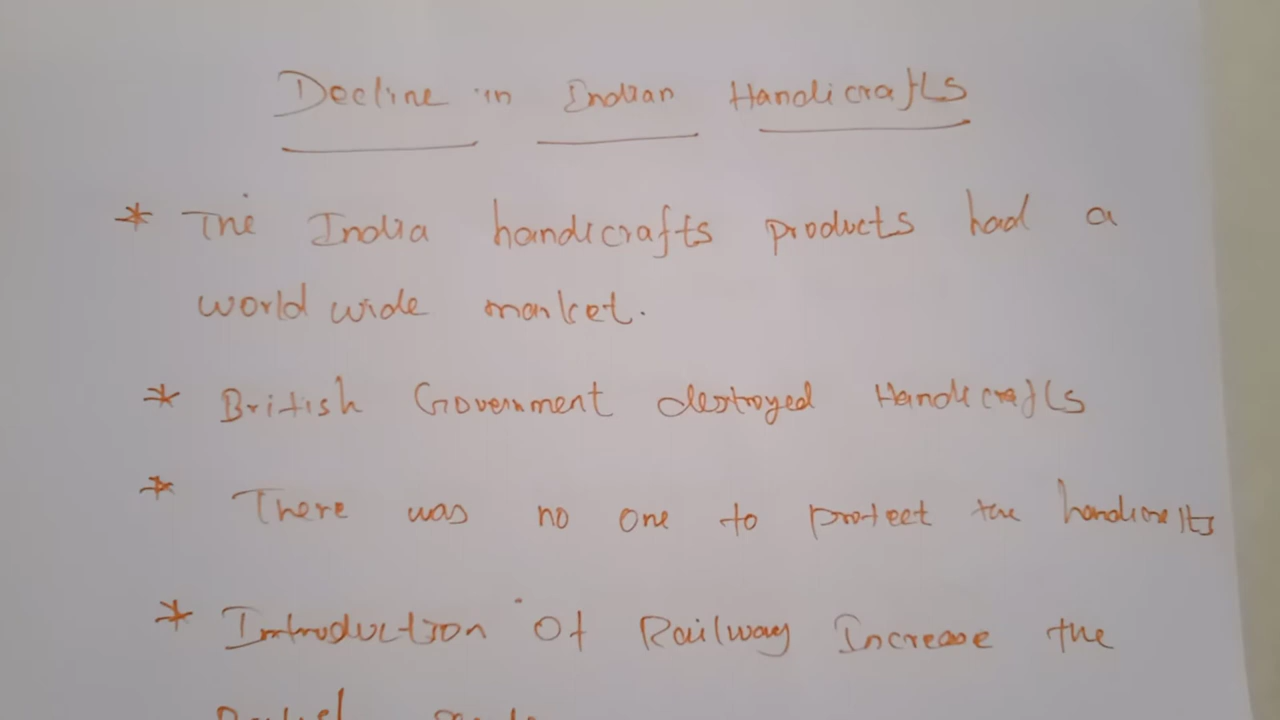 Decline in Indian Handicrafts
* The India handicrafts products had a
world wide market.
* British Government destroyed Handicrafts
* There was no one to protect the handicrafts
* Introduction Of Railway Increase the